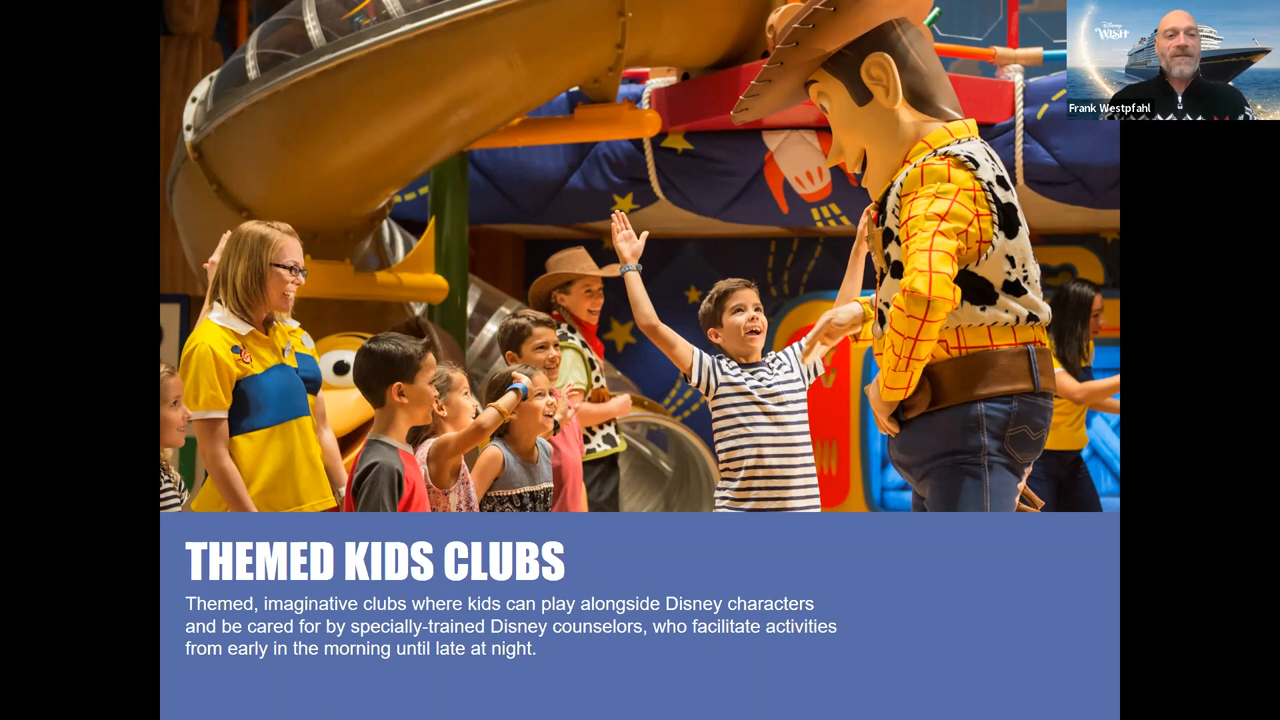 Disney
WISH
Frank Westpfahl
THEMED KIDS CLUBS
Themed, imaginative clubs where kids can play alongside Disney characters
and be cared for by specially-trained Disney counselors, who facilitate activities
from early in the morning until late at night.